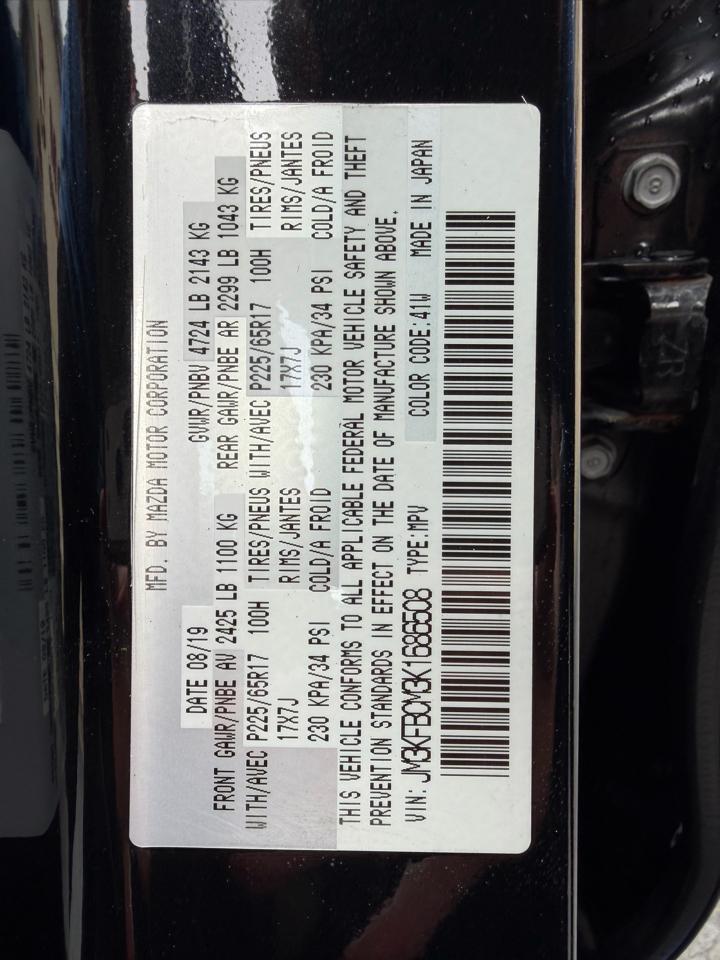 MFD. BY MAZDA MOTOR CORPORATION
DATE 08/19 GVWR/PNBV 4724 LB 2143 KG
FRONT GAWR/PNBE AV 2425 LB 1100 KG REAR GAWR/PNBE AR 2299 LB 1043 KG
WITH/AVEC P225/65R17 100H TIRES/PNEUS WITH/AVEC P225/65R17 100H TIRES/PNEUS
17X7J RIMS/JANTES 17X7J RIMS/JANTES
230 KPA/34 PSI COLD/A FROID 230 KPA/34 PSI COLD/A FROID
THIS VEHICLE CONFORMS TO ALL APPLICABLE FEDERAL MOTOR VEHICLE SAFETY AND THEFT
PREVENTION STANDARDS IN EFFECT ON THE DATE OF MANUFACTURE SHOWN ABOVE.
VIN: JM3KFBCM3K1686508 TYPE:MPV COLOR CODE:41W MADE IN JAPAN
8